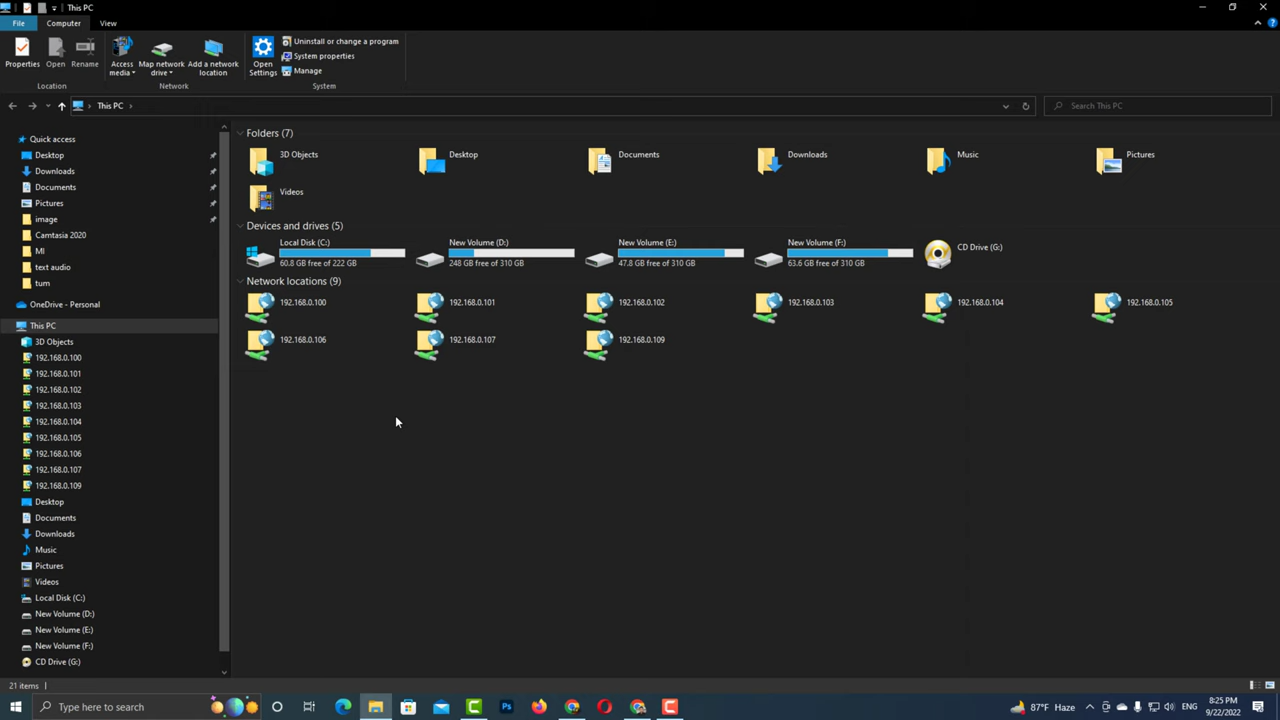 This PC
File
Computer
View
Properties
Open
Rename
Access media
Map network drive
Add a network location
Open Settings
Uninstall or change a program
System properties
Manage
Location
Network
System
This PC
Search This PC
Quick access
Desktop
Downloads
Documents
Pictures
image
Camtasia 2020
MI
text audio
tum
OneDrive - Personal
This PC
3D Objects
192.168.0.100
192.168.0.101
192.168.0.102
192.168.0.103
192.168.0.104
192.168.0.105
192.168.0.106
192.168.0.107
192.168.0.109
Desktop
Documents
Downloads
Music
Pictures
Videos
Local Disk (C:)
New Volume (D:)
New Volume (E:)
New Volume (F:)
CD Drive (G:)
Folders (7)
3D Objects
Desktop
Documents
Downloads
Music
Pictures
Videos
Devices and drives (5)
Local Disk (C:)
60.8 GB free of 222 GB
New Volume (D:)
248 GB free of 310 GB
New Volume (E:)
47.8 GB free of 310 GB
New Volume (F:)
63.6 GB free of 310 GB
CD Drive (G:)
Network locations (9)
192.168.0.100
192.168.0.101
192.168.0.102
192.168.0.103
192.168.0.104
192.168.0.105
192.168.0.106
192.168.0.107
192.168.0.109
21 items
Type here to search
Ps
87°F Haze
ENG
8:25 PM
9/22/2022